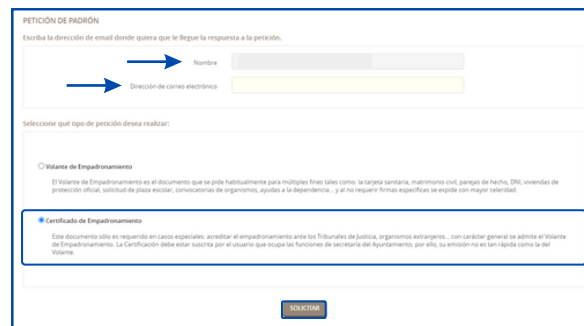 PETICIÓN DE PADRÓN
Escriba la dirección de email donde quiera que le llegue la respuesta a la petición.
Nombre
Dirección de correo electrónico
Seleccione qué tipo de petición desea realizar:
Volante de Empadronamiento
El Volante de Empadronamiento es el documento que se pide habitualmente para múltiples fines tales como: la tarjeta sanitaria, matrimonio civil, parejas de hecho, DNI, viviendas de
protección oficial, solicitud de plaza escolar, convocatorias de organismos, ayudas a la dependencia... y al no requerir firmas específicas se expide con mayor celeridad.
Certificado de Empadronamiento
Este documento sólo es requerido en casos especiales: acreditar el empadronamiento ante los Tribunales de Justicia, organismos extranjeros... con carácter general se admite el Volante
de Empadronamiento. La Certificación debe estar suscrita por el usuario que ocupa las funciones de secretaría del Ayuntamiento; por ello, su emisión no es tan rápida como la del
Volante.
SOLICITAR